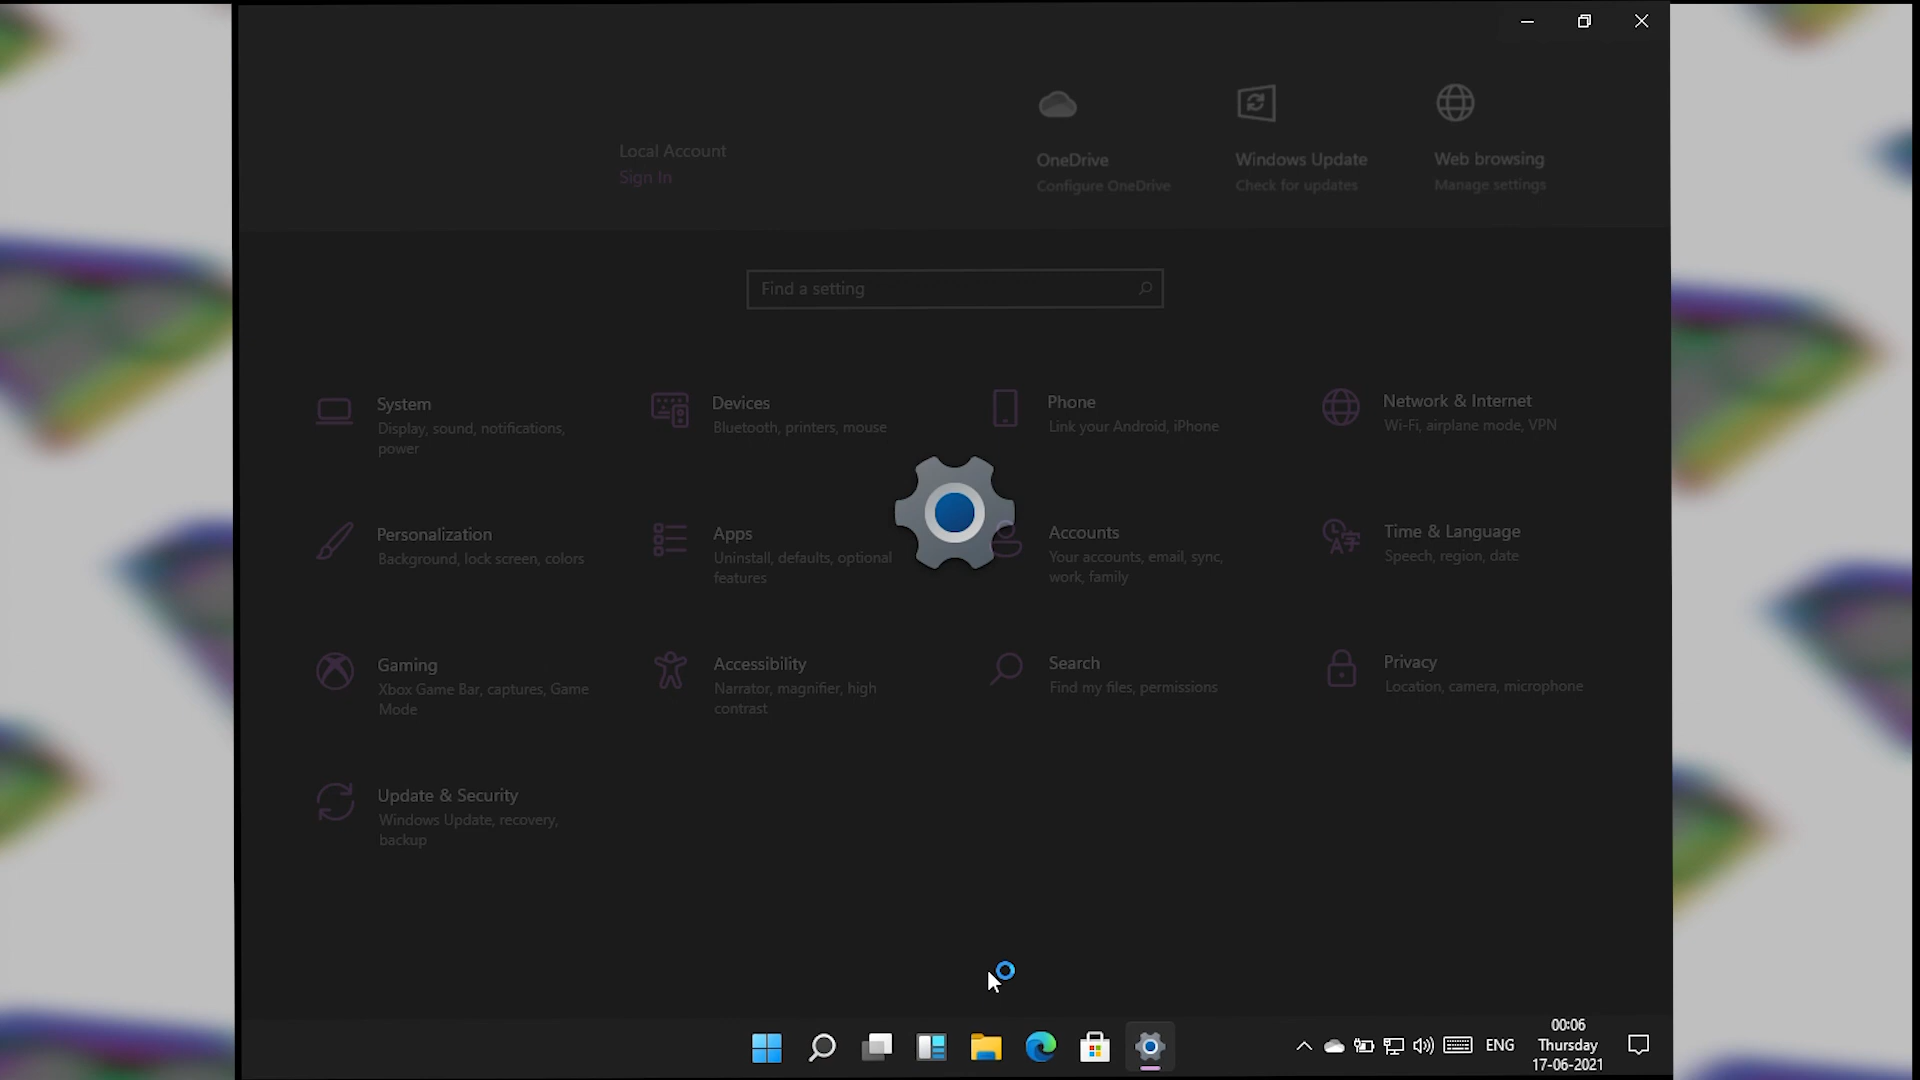 Local Account
Sign In
OneDrive
Configure OneDrive
Windows Update
Check for updates
Web browsing
Manage settings
Find a setting
System
Display, sound, notifications,
power
Devices
Bluetooth, printers, mouse
Phone
Link your Android, iPhone
Network & Internet
Wi-Fi, airplane mode, VPN
Personalization
Background, lock screen, colors
Apps
Uninstall, defaults, optional
features
Accounts
Your accounts, email, sync,
work, family
Time & Language
Speech, region, date
Gaming
Xbox Game Bar, captures, Game
Mode
Accessibility
Narrator, magnifier, high
contrast
Search
Find my files, permissions
Privacy
Location, camera, microphone
Update & Security
Windows Update, recovery,
backup
ENG
00:06
Thursday
17-06-2021